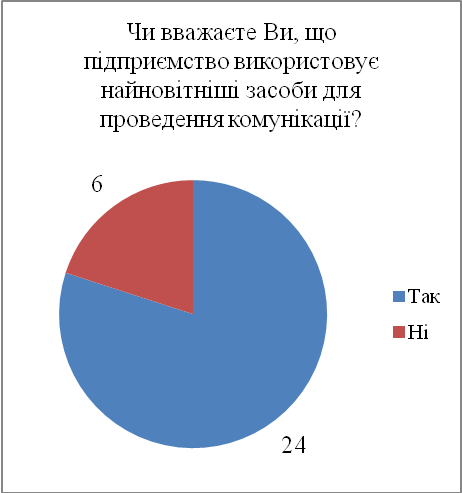 Чи вважаєте Ви, що
підприємство використовує
найновітніші засоби для
проведення комунікації?
6
Так
Ні
24